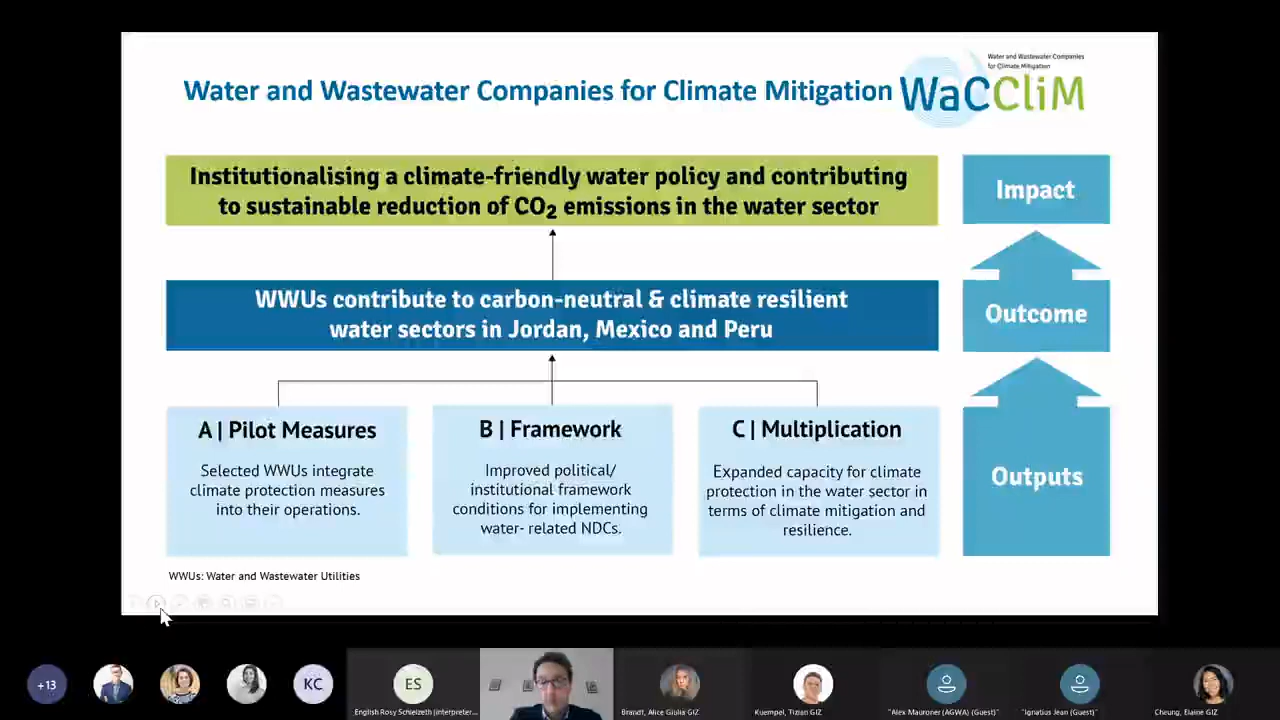 Water and Wastewater Companies for Climate Mitigation
Water and Wastewater Companies
for Climate Mitigation
WaCCliM
Institutionalising a climate-friendly water policy and contributing
to sustainable reduction of CO₂ emissions in the water sector
Impact
WWUs contribute to carbon-neutral & climate resilient
water sectors in Jordan, Mexico and Peru
Outcome
A | Pilot Measures
Selected WWUs integrate
climate protection measures
into their operations.
B | Framework
Improved political/
institutional framework
conditions for implementing
water- related NDCs.
C | Multiplication
Expanded capacity for climate
protection in the water sector in
terms of climate mitigation and
resilience.
Outputs
WWUs: Water and Wastewater Utilities
+13
KC
ES
English Rosy Schielzeth (Interpreter...
Brandt, Alice Giulia GIZ
Kuempel, Tizian GIZ
"Alex Mauroner (AGWA) (Guest)"
"Ignatius Jean (Guest)"
Cheung, Elaine GIZ